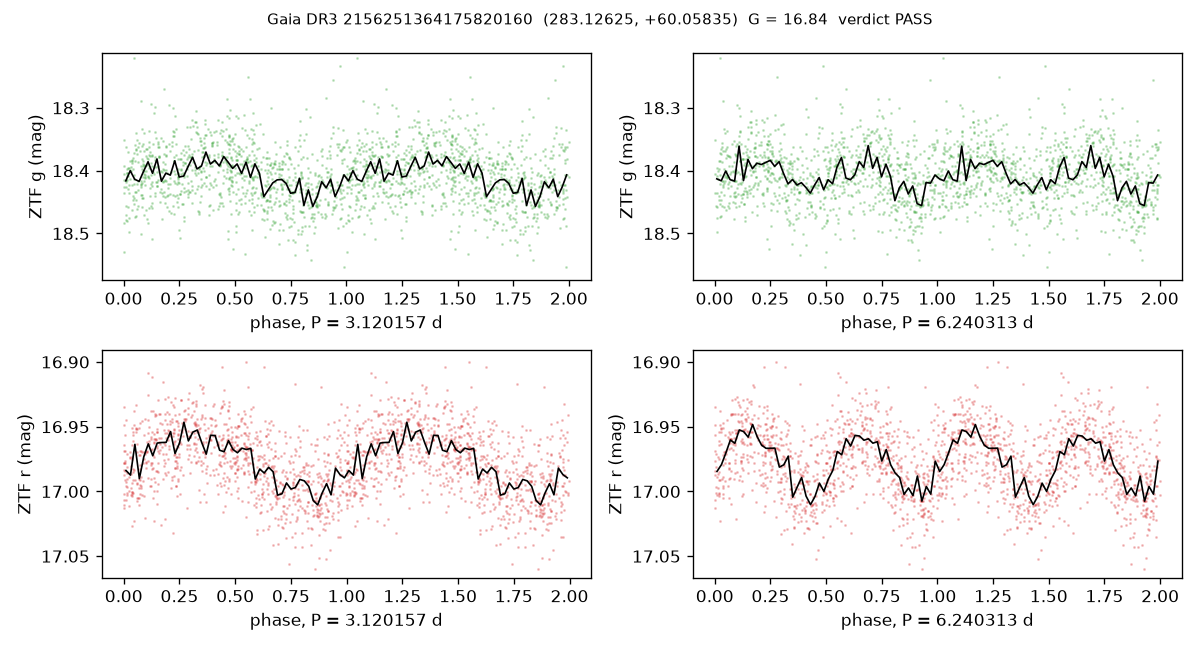 Gaia DR3 2156251364175820160 (283.12625, +60.05835) G = 16.84 verdict PASS
ZTF g (mag)
18.3
18.4
18.5
0.00 0.25 0.50 0.75 1.00 1.25 1.50 1.75 2.00
phase, P = 3.120157 d
ZTF g (mag)
18.3
18.4
18.5
0.00 0.25 0.50 0.75 1.00 1.25 1.50 1.75 2.00
phase, P = 6.240313 d
ZTF r (mag)
16.90
16.95
17.00
17.05
0.00 0.25 0.50 0.75 1.00 1.25 1.50 1.75 2.00
phase, P = 3.120157 d
ZTF r (mag)
16.90
16.95
17.00
17.05
0.00 0.25 0.50 0.75 1.00 1.25 1.50 1.75 2.00
phase, P = 6.240313 d